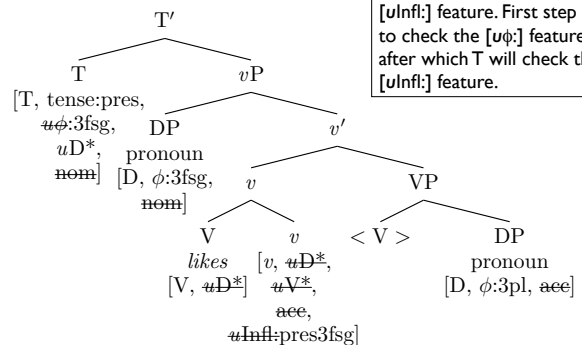 [uInfl:] feature. First step
to check the [uϕ:] feature
after which T will check th
[uInfl:] feature.
T′
T vP
[T, tense:pres,
uϕ:3fsg,
uD*,
nom]
DP v′
pronoun
[D, ϕ:3fsg,
nom]
v VP
V v < V > DP
likes [v, uD*, pronoun
[V, uD*] uV*, [D, ϕ:3pl, acc]
acc,
uInfl:pres3fsg]